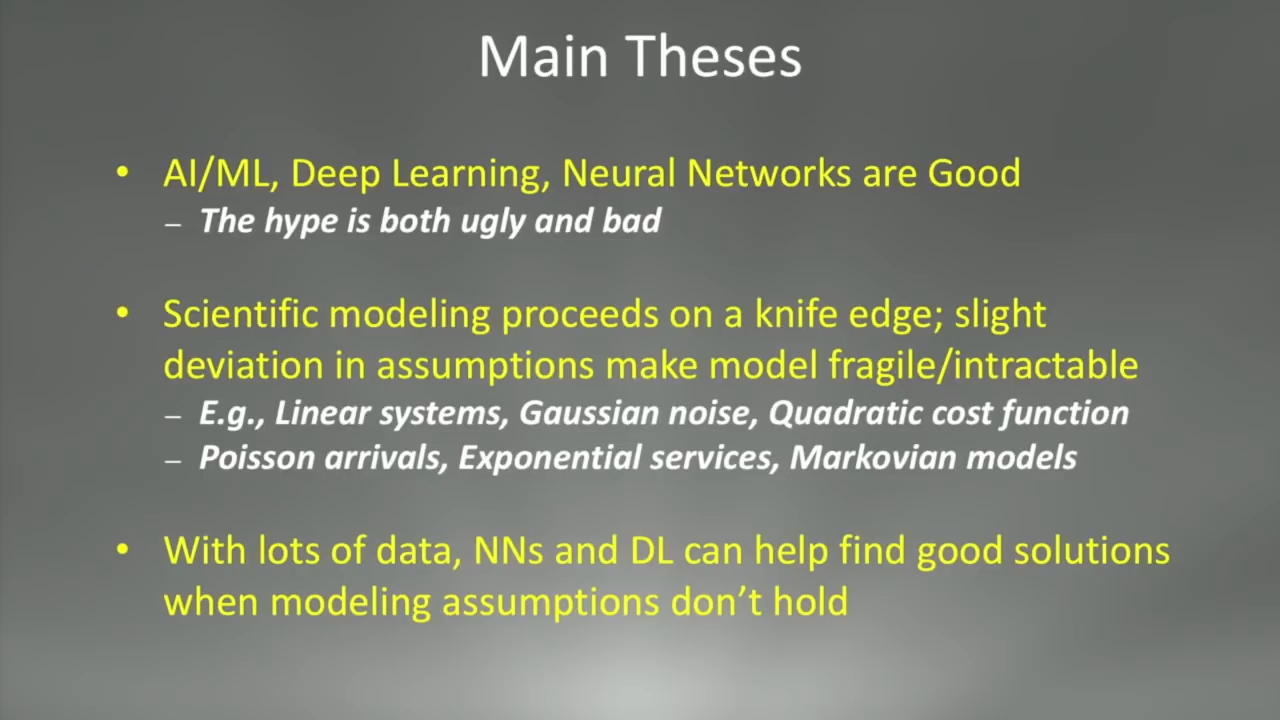 Main Theses
• AI/ML, Deep Learning, Neural Networks are Good
– The hype is both ugly and bad
• Scientific modeling proceeds on a knife edge; slight
deviation in assumptions make model fragile/intractable
– E.g., Linear systems, Gaussian noise, Quadratic cost function
– Poisson arrivals, Exponential services, Markovian models
• With lots of data, NNs and DL can help find good solutions
when modeling assumptions don’t hold